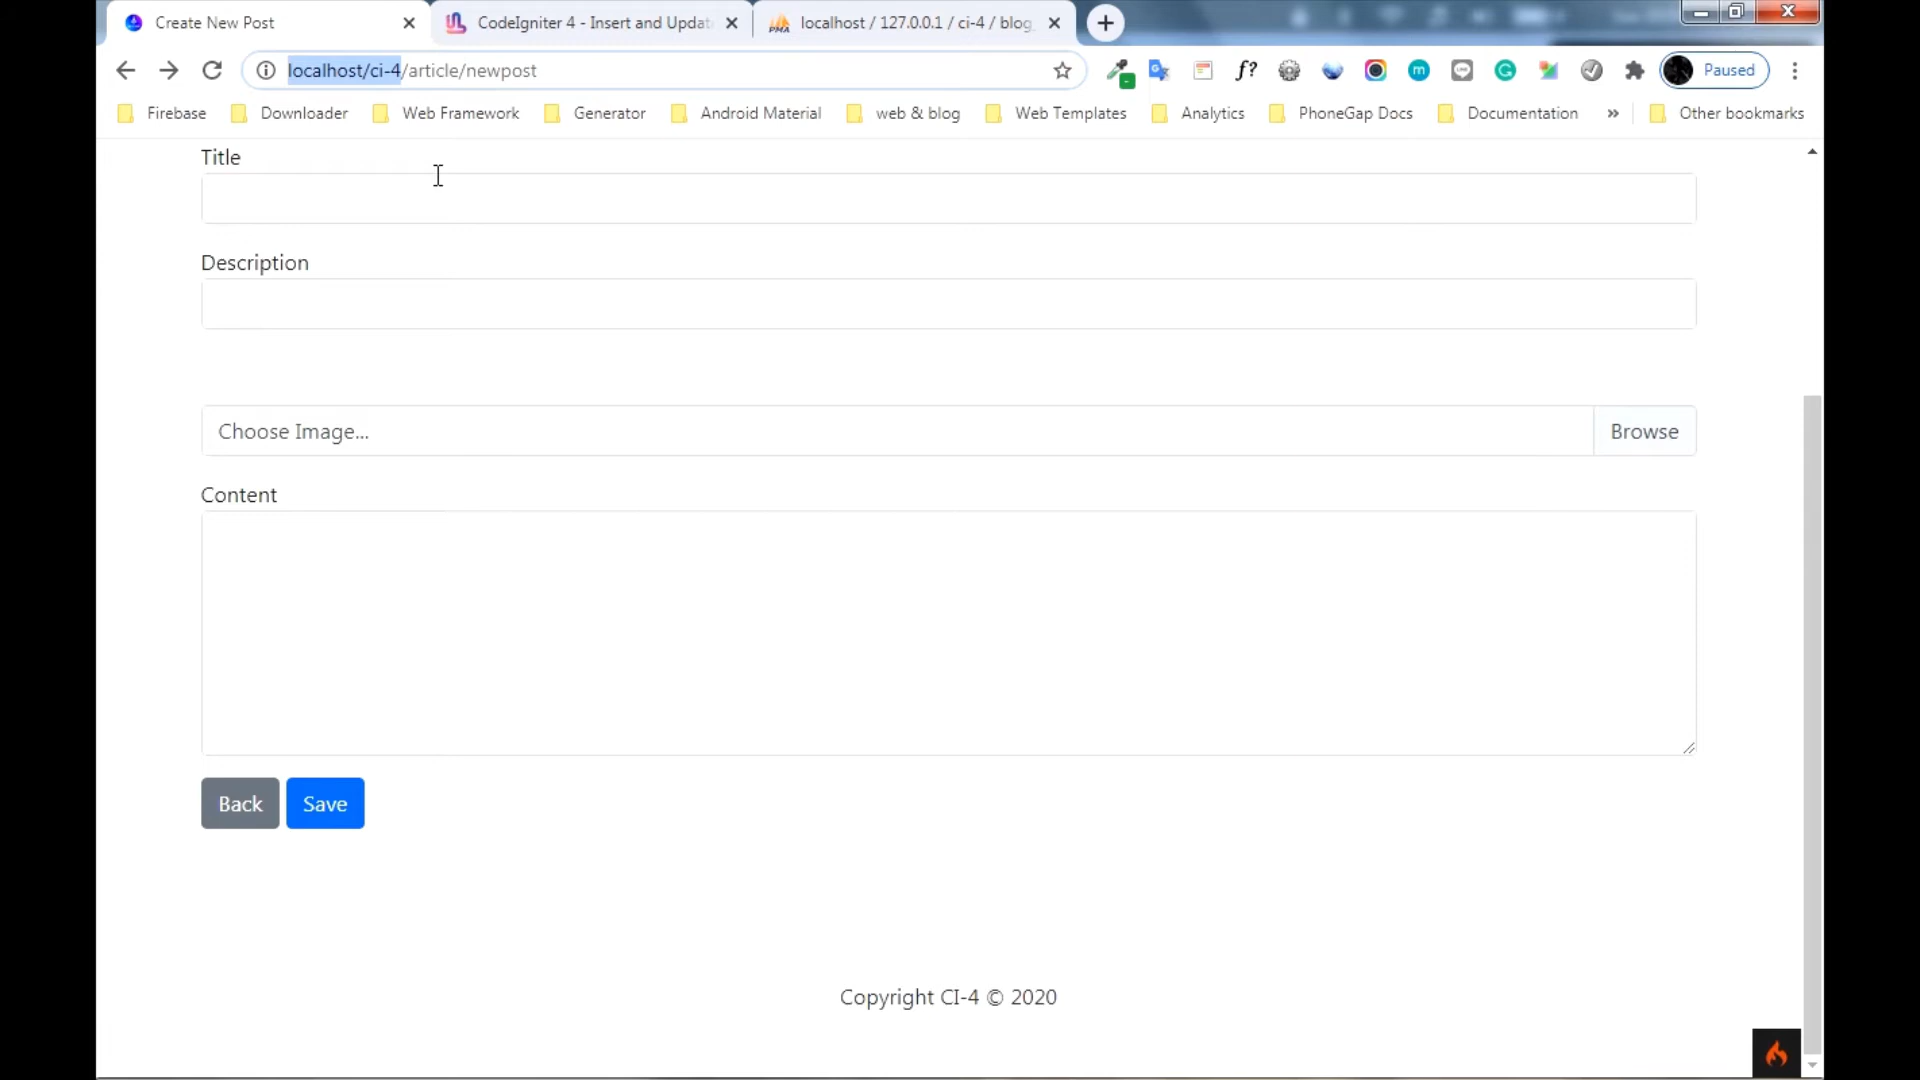 Create New Post
CodeIgniter 4 - Insert and Updat
localhost / 127.0.0.1 / ci-4 / blog_
localhost/ci-4/article/newpost
Paused
Firebase
Downloader
Web Framework
Generator
Android Material
web & blog
Web Templates
Analytics
PhoneGap Docs
Documentation
»
Other bookmarks
Title
Description
Choose Image...
Browse
Content
Back
Save
Copyright CI-4 © 2020